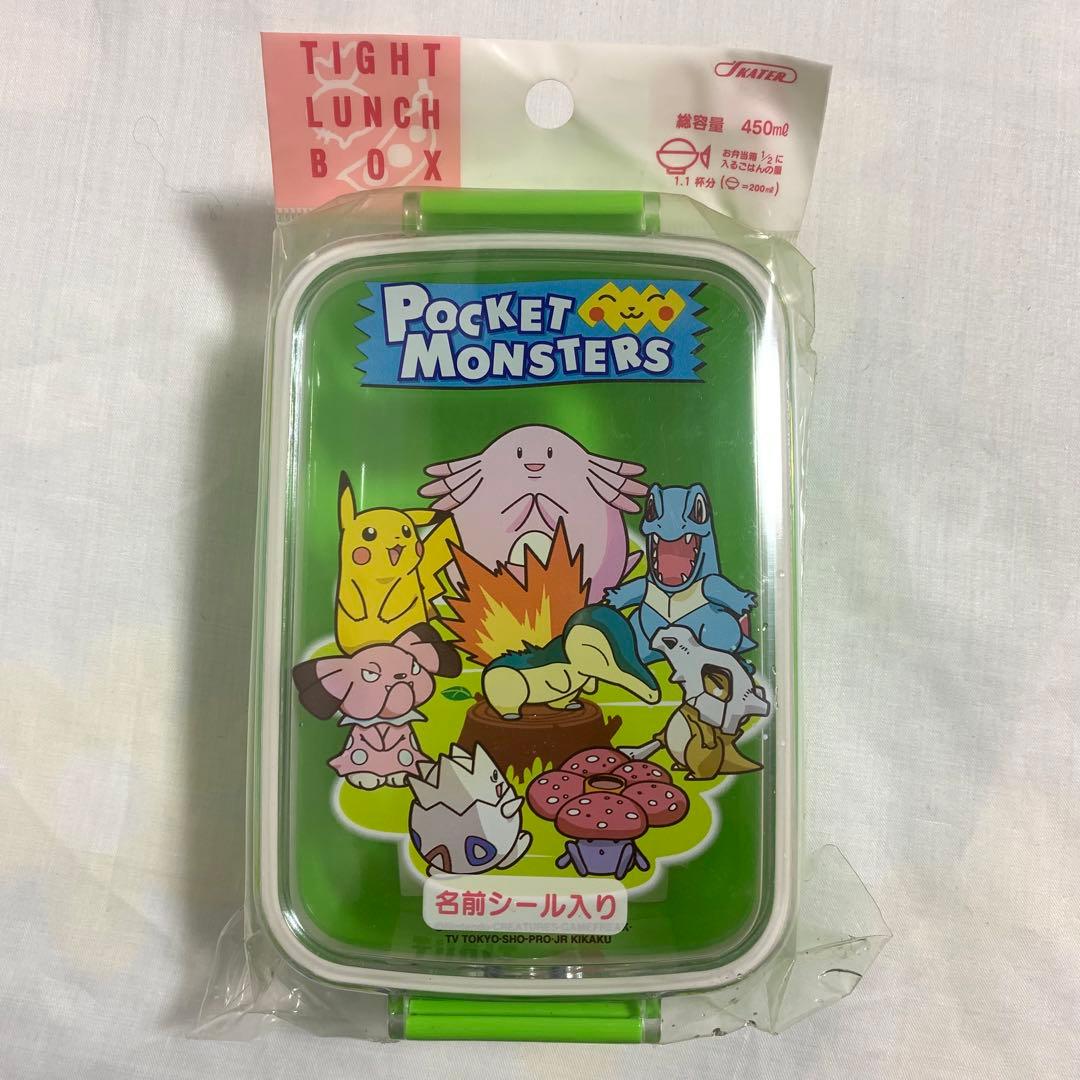 TIGHT
LUNCH
BOX
SKATER
総容量 450ml
お弁当箱1/2に
入るごはんの量
1.1杯分(=200ml)
POCKET
MONSTERS
名前シール入り
CREATURES·GAMEFREAK·
TV TOKYO·SHO-PRO·JR KIKAKU